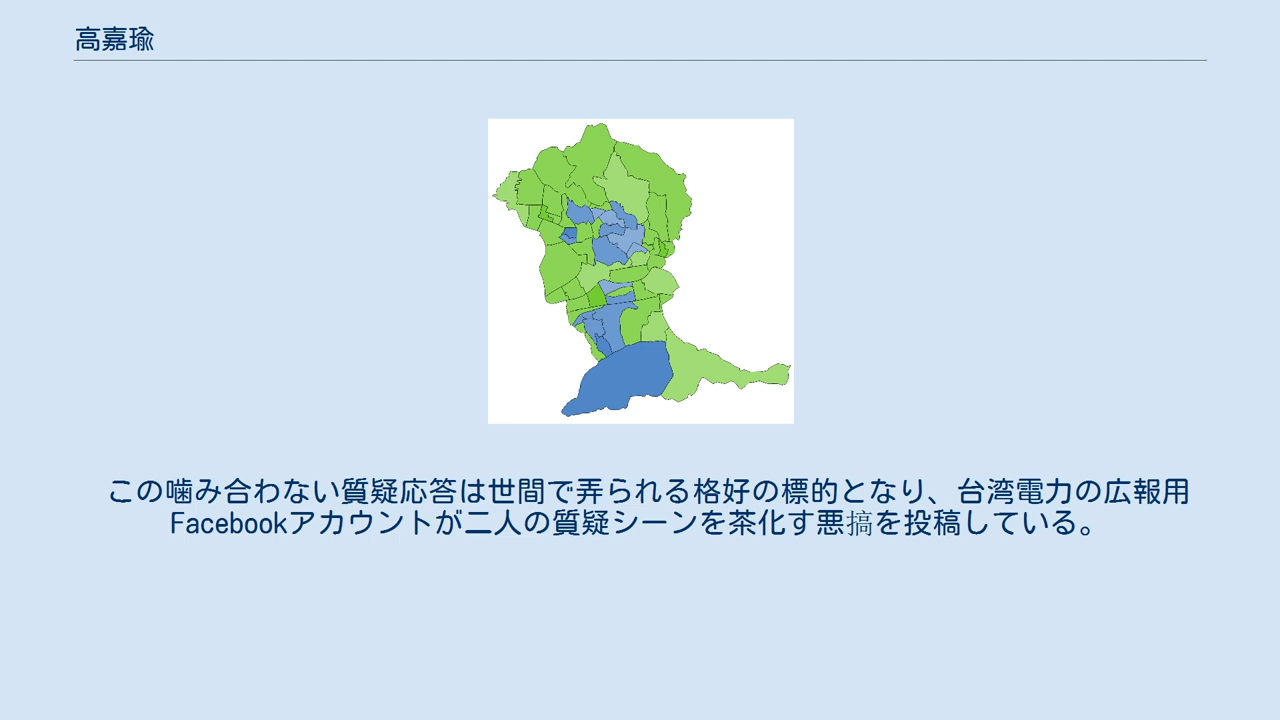 高嘉瑜
この噛み合わない質疑応答は世間で弄られる格好の標的となり、台湾電力の広報用
Facebookアカウントが二人の質疑シーンを茶化す悪搞を投稿している。